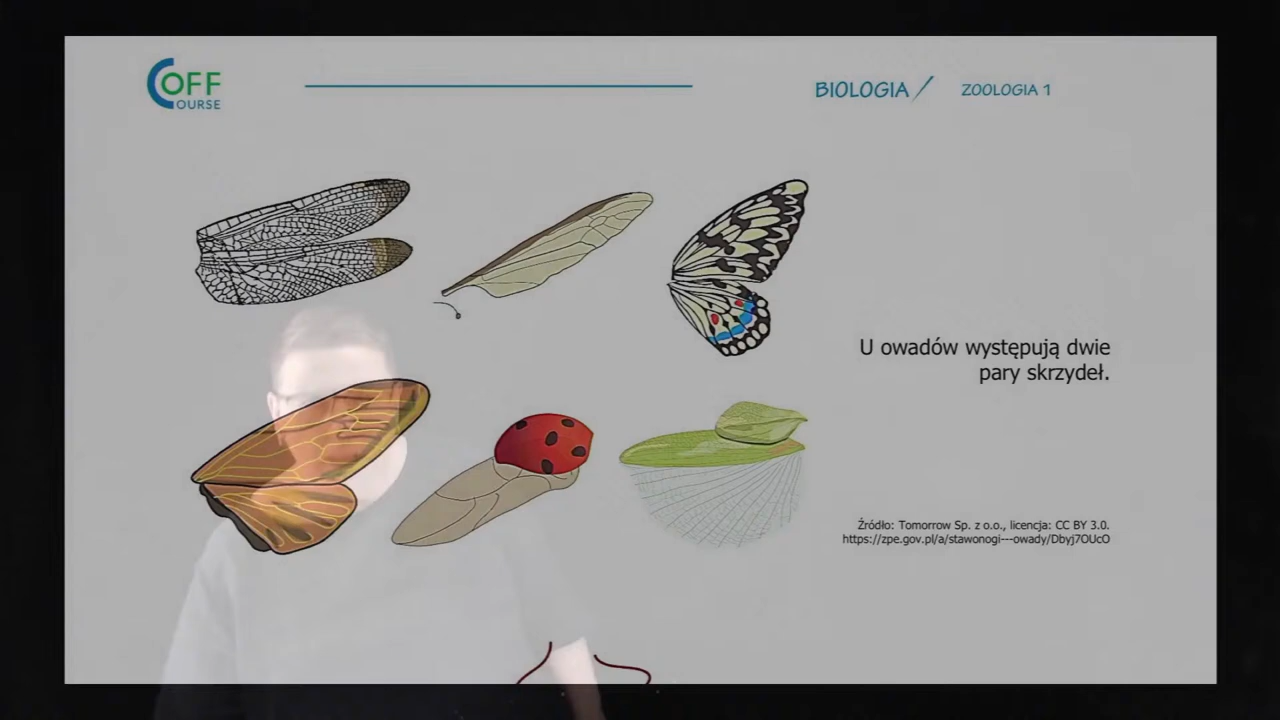 COFF
OURSE
BIOLOGIA/ ZOOLOGIA 1
U owadów występują dwie
pary skrzydeł.
Źródło: Tomorrow Sp. z o.o., licencja: CC BY 3.0.
https://zpe.gov.pl/a/stawonogi---owady/Dbyj7OUcO